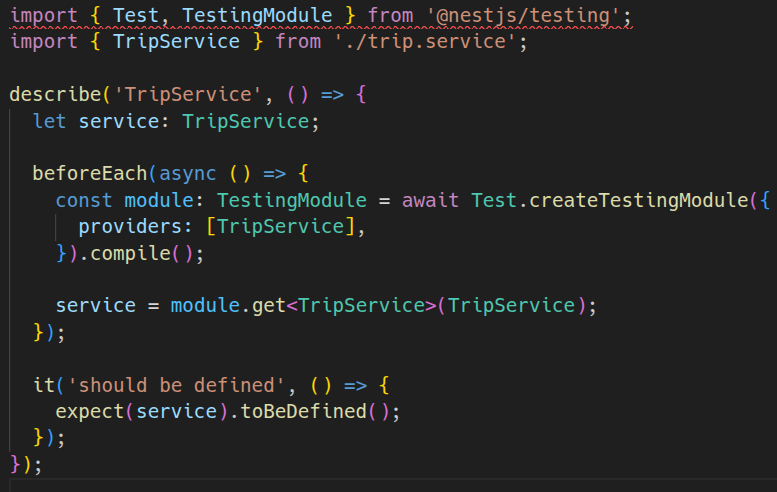 import { Test, TestingModule } from '@nestjs/testing';
import { TripService } from './trip.service';
describe('TripService', () => {
let service: TripService;
beforeEach(async () => {
const module: TestingModule = await Test.createTestingModule({
providers: [TripService],
}).compile();
service = module.get<TripService>(TripService);
});
it('should be defined', () => {
expect(service).toBeDefined();
});
});